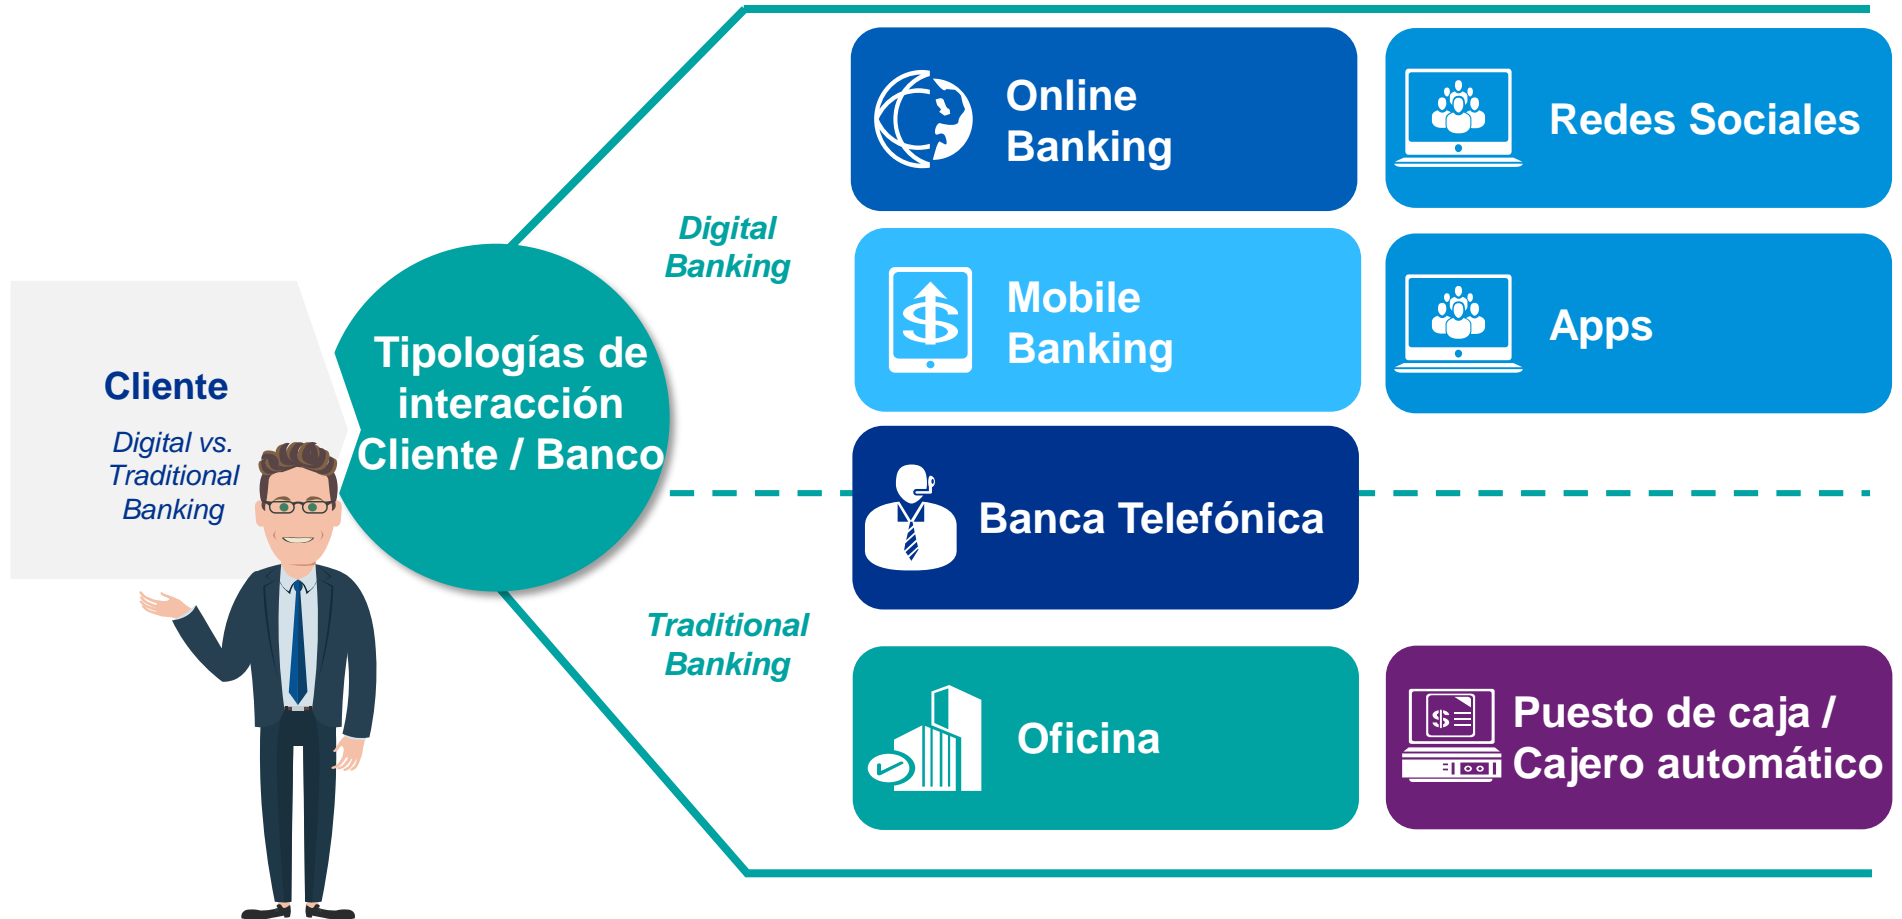 Cliente
Digital vs.
Traditional
Banking
Tipologías de
interacción
Cliente / Banco
Digital
Banking
Online
Banking
Redes Sociales
Mobile
Banking
Apps
Banca Telefónica
Traditional
Banking
Oficina
Puesto de caja /
Cajero automático